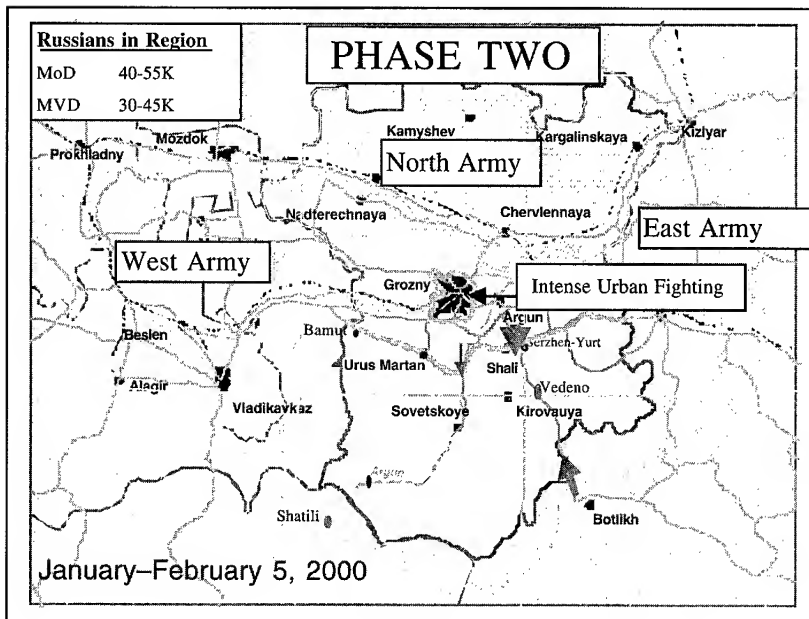 Russians in Region
MoD 40-55K
MVD 30-45K
PHASE TWO
Mozdok
Kamyshev
Kargalinskaya
Kizlyar
Prokhladny
North Army
Nadterechnaya
Chervlennaya
East Army
West Army
Grozny
Intense Urban Fighting
Argun
Beslen
Bamut
Serzhen-Yurt
Urus Martan
Shali
Alagir
Vedeno
Vladikavkaz
Sovetskoye
Kirovauya
Argun
Shatili
Botlikh
January–February 5, 2000